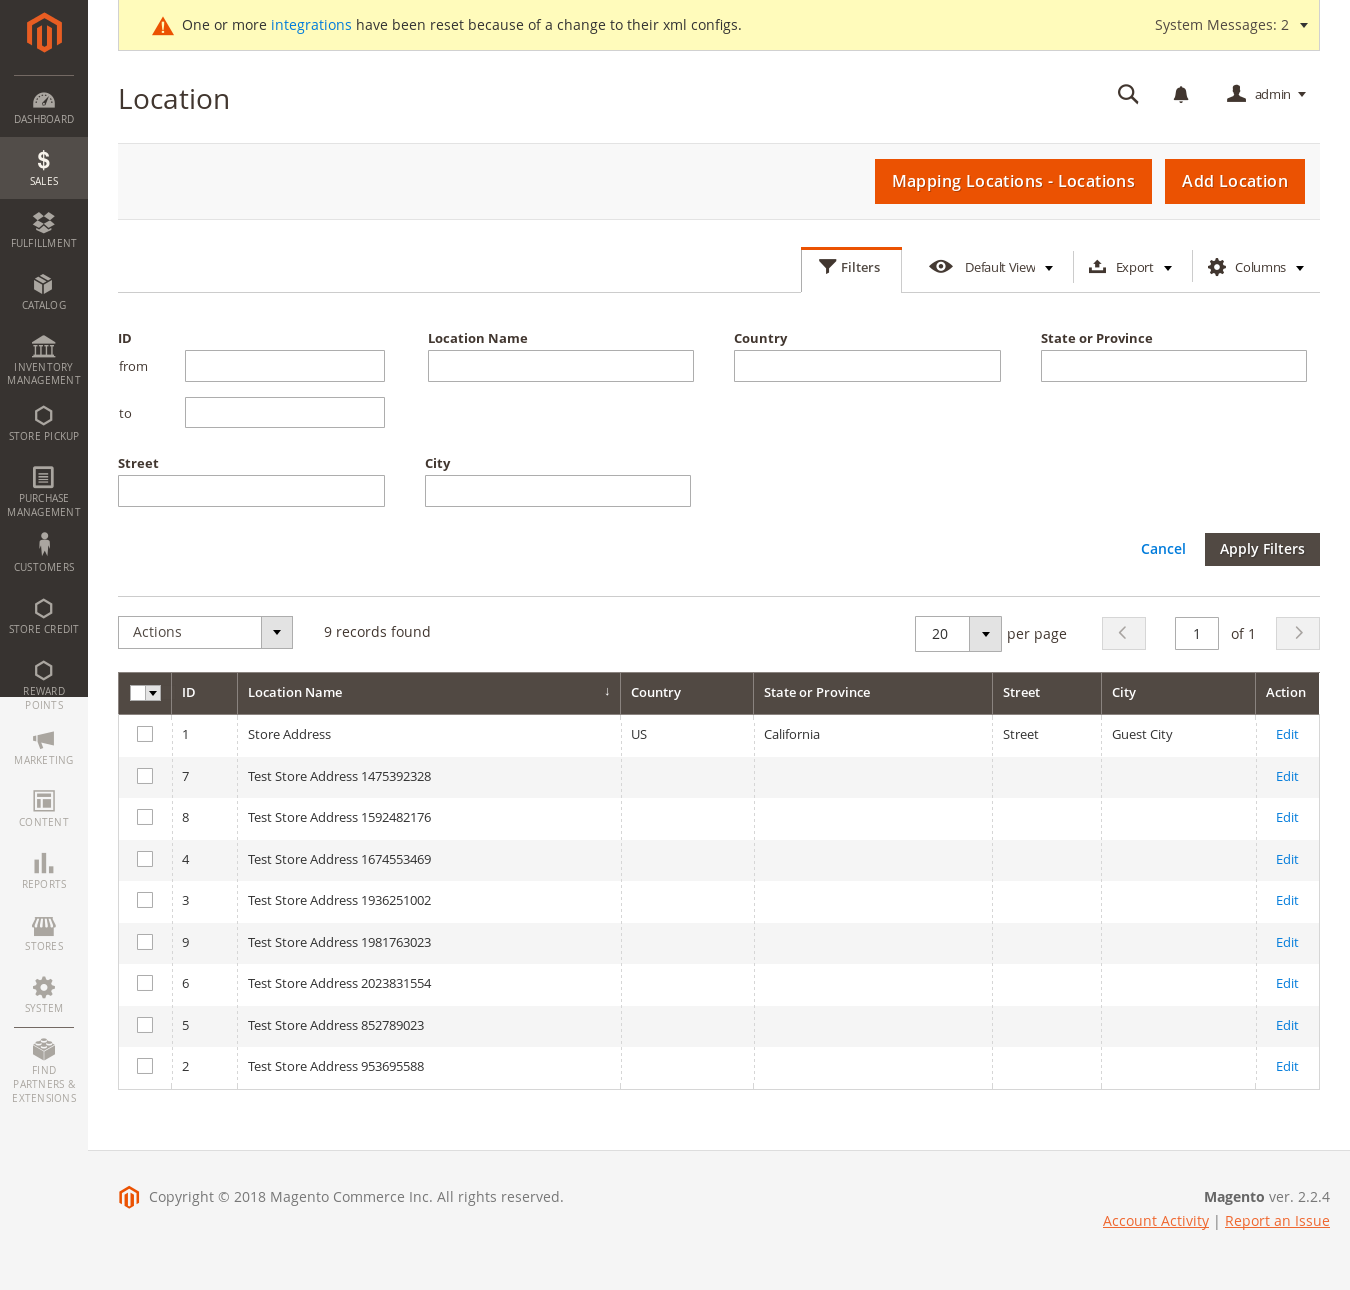 One or more integrations have been reset because of a change to their xml configs.
System Messages: 2
Location
admin
Mapping Locations - Locations
Add Location
Filters
Default View
Export
Columns
DASHBOARD
SALES
FULFILLMENT
CATALOG
INVENTORY
MANAGEMENT
STORE PICKUP
PURCHASE
MANAGEMENT
CUSTOMERS
STORE CREDIT
REWARD
POINTS
MARKETING
CONTENT
REPORTS
STORES
SYSTEM
FIND
PARTNERS &
EXTENSIONS
ID
from
to
Location Name
Country
State or Province
Street
City
Cancel
Apply Filters
Actions
9 records found
20 per page
1 of 1
ID Location Name ↓ Country State or Province Street City Action
1 Store Address US California Street Guest City Edit
7 Test Store Address 1475392328 Edit
8 Test Store Address 1592482176 Edit
4 Test Store Address 1674553469 Edit
3 Test Store Address 1936251002 Edit
9 Test Store Address 1981763023 Edit
6 Test Store Address 2023831554 Edit
5 Test Store Address 852789023 Edit
2 Test Store Address 953695588 Edit
Copyright © 2018 Magento Commerce Inc. All rights reserved.
Magento ver. 2.2.4
Account Activity | Report an Issue